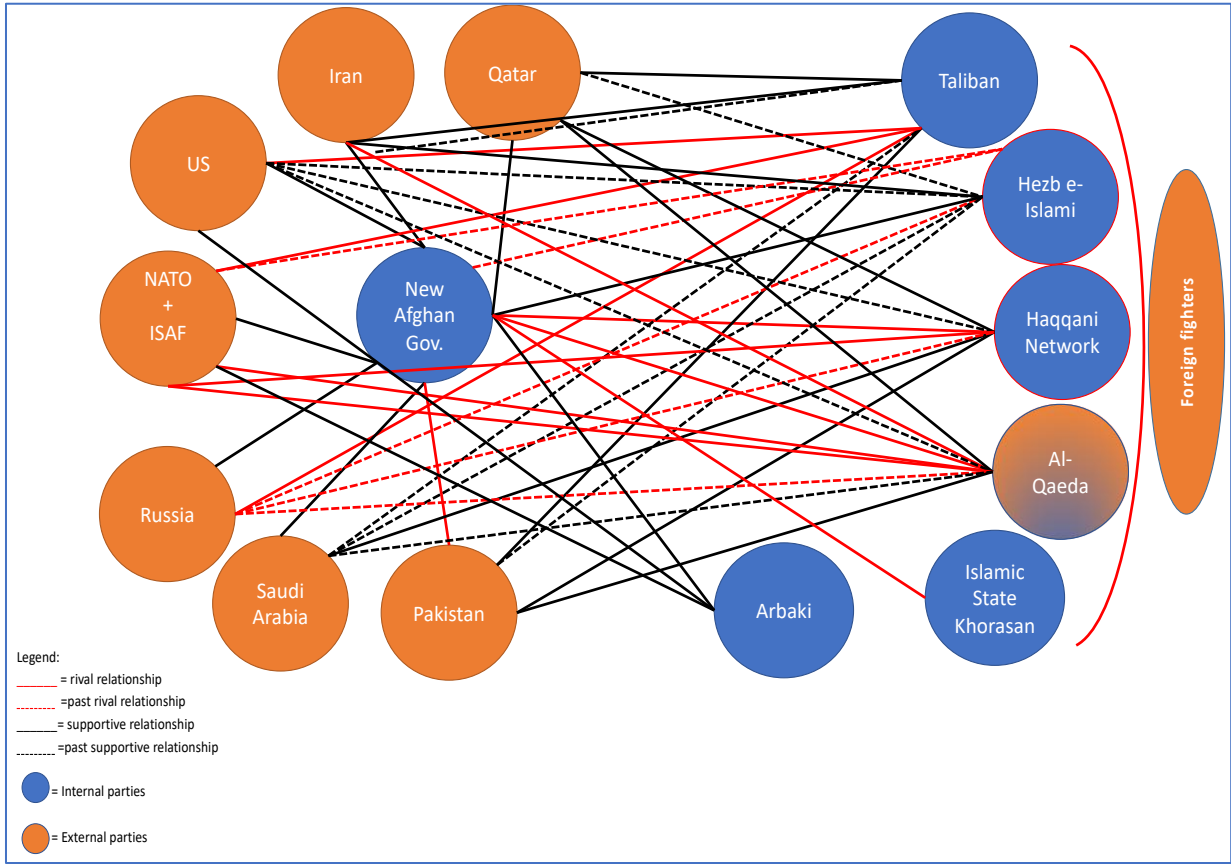 Iran
Qatar
Taliban
US
Hezb e-
Islami
NATO
+
ISAF
New
Afghan
Gov.
Haqqani
Network
Foreign fighters
Al-
Qaeda
Russia
Saudi
Arabia
Pakistan
Arbaki
Islamic
State
Khorasan
Legend:
_______ = rival relationship
--------- =past rival relationship
_______= supportive relationship
--------- =past supportive relationship
= Internal parties
= External parties